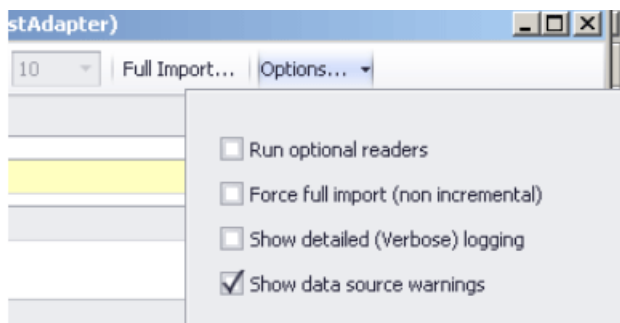 stAdapter)
10 Full Import... Options...
Run optional readers
Force full import (non incremental)
Show detailed (Verbose) logging
Show data source warnings